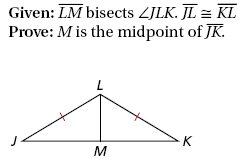 Given: LM bisects ∠JLK. JL ≅ KL
Prove: M is the midpoint of JK.
L
J
M
K